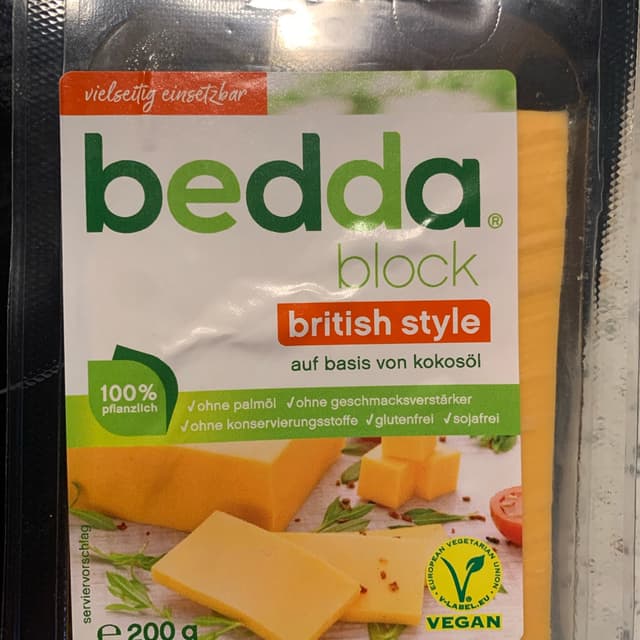 vielseitig einsetzbar
bedda®
block
british style
auf basis von kokosöl
100%
pflanzlich
✓ohne palmöl ✓ohne geschmacksverstärker
✓ohne konservierungsstoffe ✓glutenfrei ✓sojafrei
serviervorschlag
EUROPEAN VEGETARIAN UNION
V-LABEL.EU
VEGAN
℮ 200 g